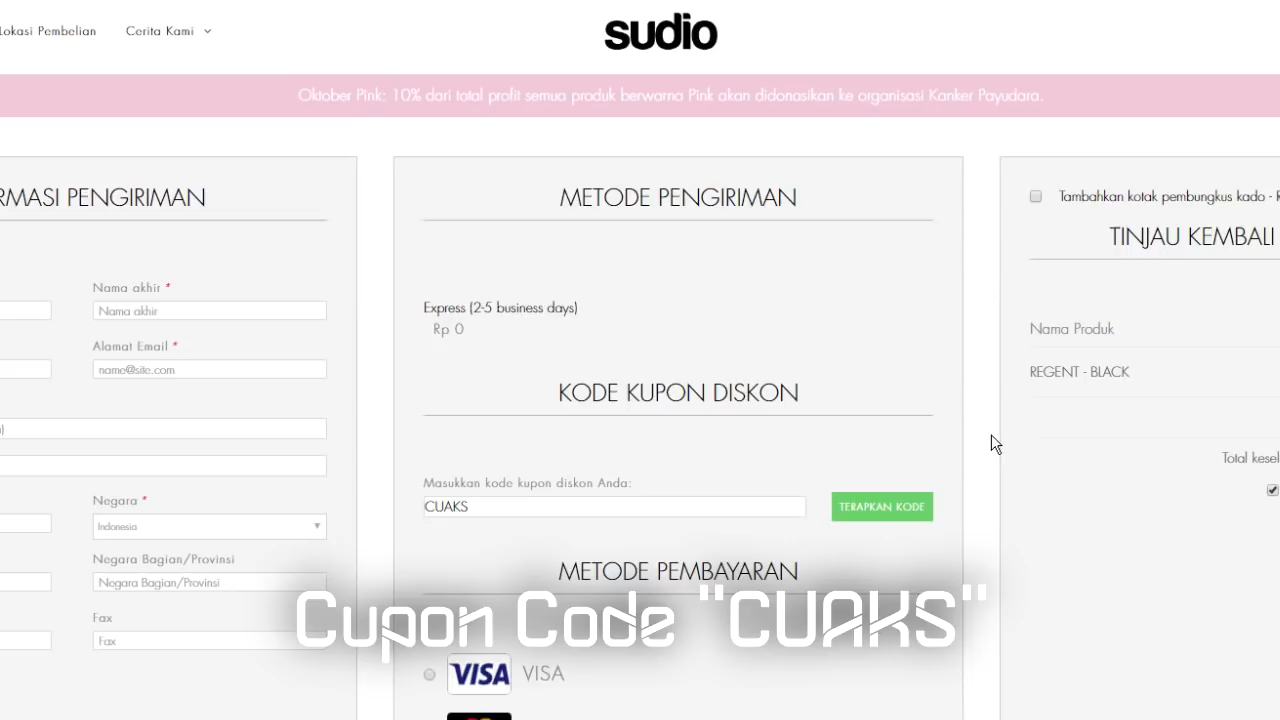 Lokasi Pembelian
Cerita Kami
sudio
Oktober Pink: 10% dari total profit semua produk berwarna Pink akan didonasikan ke organisasi Kanker Payudara.
RMASI PENGIRIMAN
Nama akhir *
Nama akhir
Alamat Email *
name@site.com
)
Negara *
Indonesia
Negara Bagian/Provinsi
Negara Bagian/Provinsi
Fax
Fax
METODE PENGIRIMAN
Express (2-5 business days)
Rp 0
KODE KUPON DISKON
Masukkan kode kupon diskon Anda:
CUAKS
TERAPKAN KODE
METODE PEMBAYARAN
VISA VISA
Tambahkan kotak pembungkus kado - R
TINJAU KEMBALI
Nama Produk
REGENT - BLACK
Total kesel
Cupon Code "CUAKS"